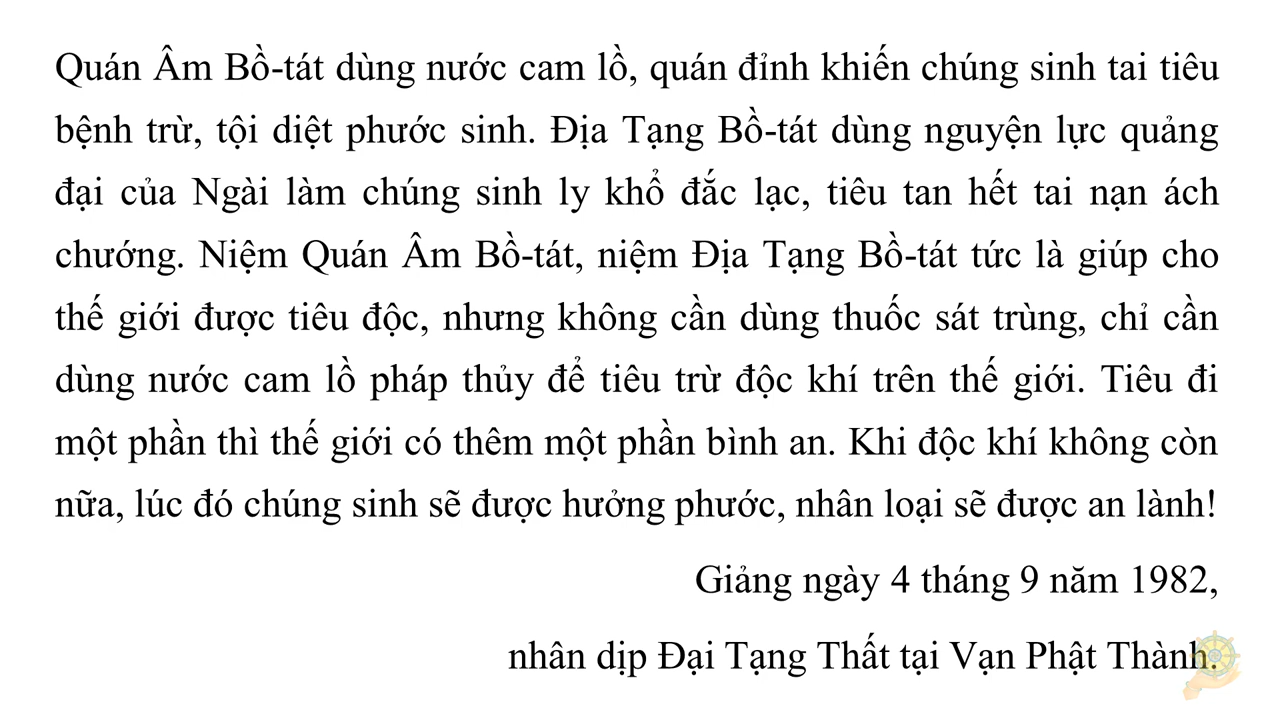 Quán Âm Bồ-tát dùng nước cam lồ, quán đỉnh khiến chúng sinh tai tiêu
bệnh trừ, tội diệt phước sinh. Địa Tạng Bồ-tát dùng nguyện lực quảng
đại của Ngài làm chúng sinh ly khổ đắc lạc, tiêu tan hết tai nạn ách
chướng. Niệm Quán Âm Bồ-tát, niệm Địa Tạng Bồ-tát tức là giúp cho
thế giới được tiêu độc, nhưng không cần dùng thuốc sát trùng, chỉ cần
dùng nước cam lồ pháp thủy để tiêu trừ độc khí trên thế giới. Tiêu đi
một phần thì thế giới có thêm một phần bình an. Khi độc khí không còn
nữa, lúc đó chúng sinh sẽ được hưởng phước, nhân loại sẽ được an lành!
Giảng ngày 4 tháng 9 năm 1982,
nhân dịp Đại Tạng Thất tại Vạn Phật Thành.